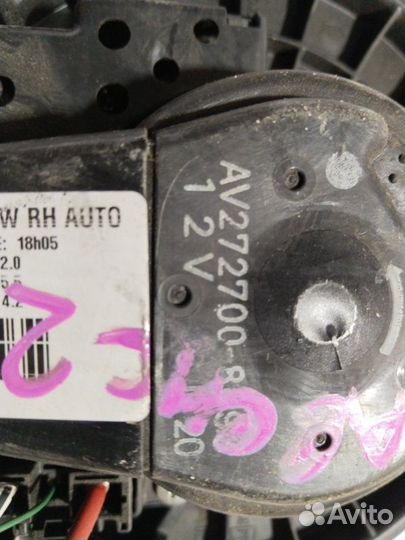 W RH AUTO
E: 18h05
2.0
4.2
AV272700-8
12V
20
Avito